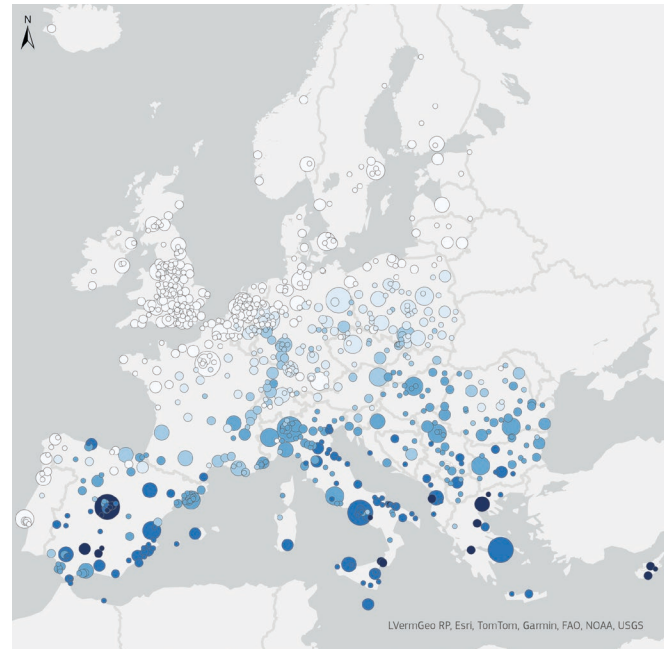 N
LVermGeo RP, Esri, TomTom, Garmin, FAO, NOAA, USGS